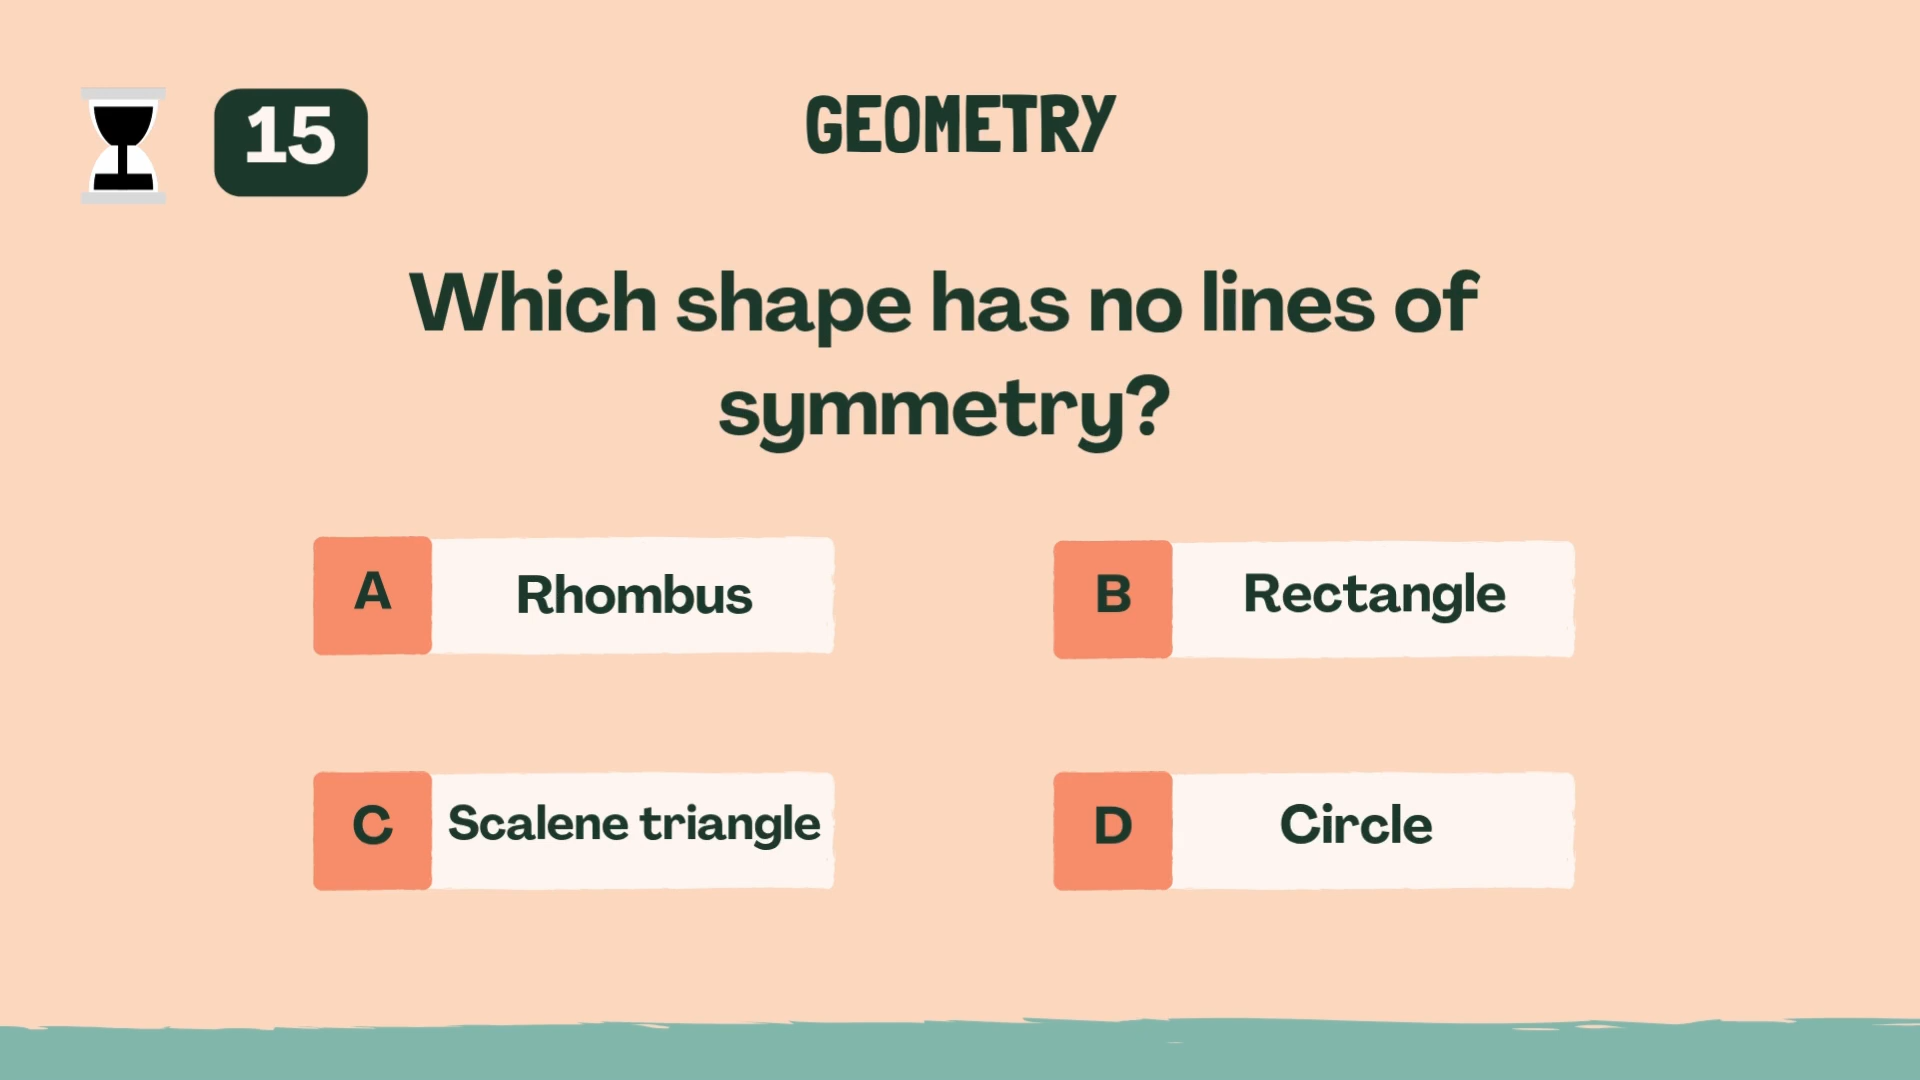 15
GEOMETRY
Which shape has no lines of
symmetry?
A Rhombus
B Rectangle
C Scalene triangle
D Circle